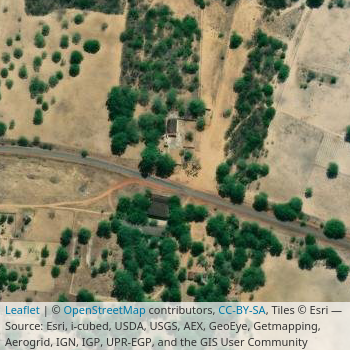 Leaflet | © OpenStreetMap contributors, CC-BY-SA, Tiles © Esri —
Source: Esri, i-cubed, USDA, USGS, AEX, GeoEye, Getmapping,
Aerogrid, IGN, IGP, UPR-EGP, and the GIS User Community